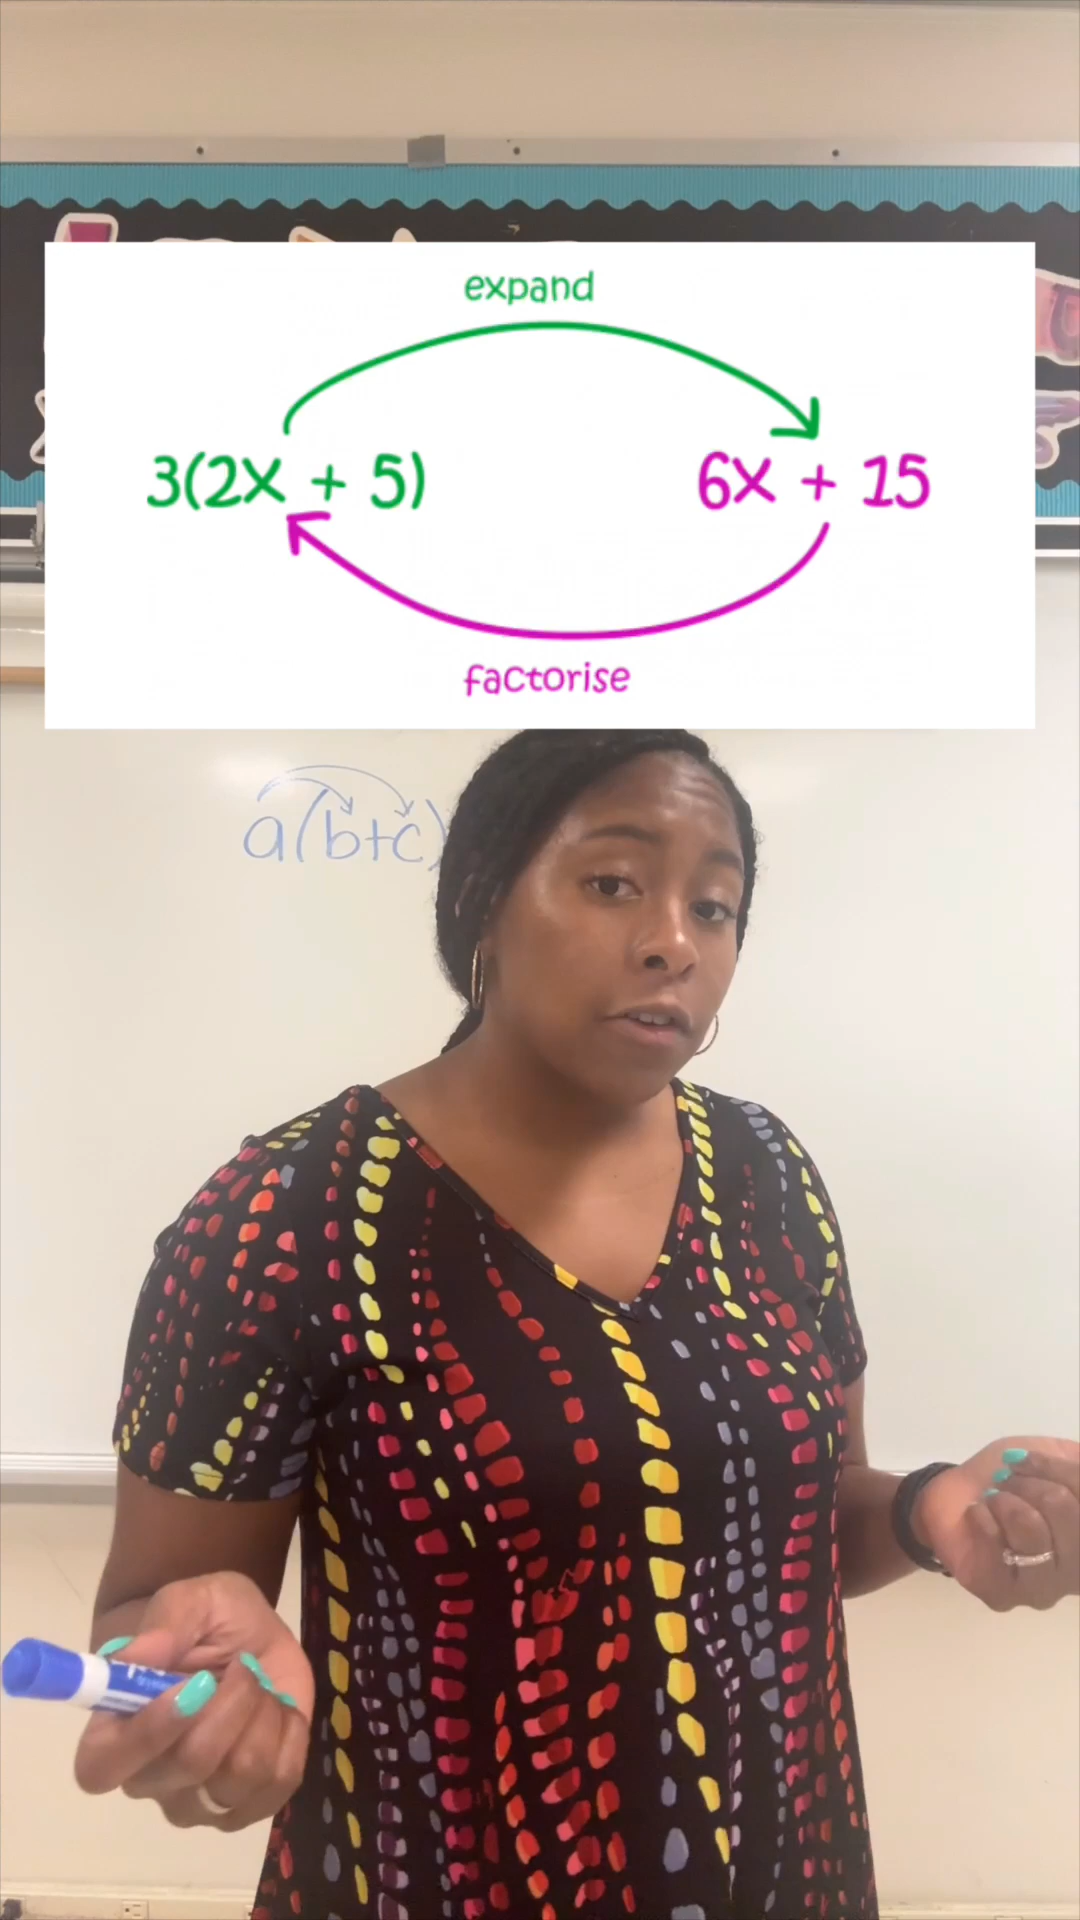 expand
3(2x + 5) 6x + 15
factorise
a(b+c)